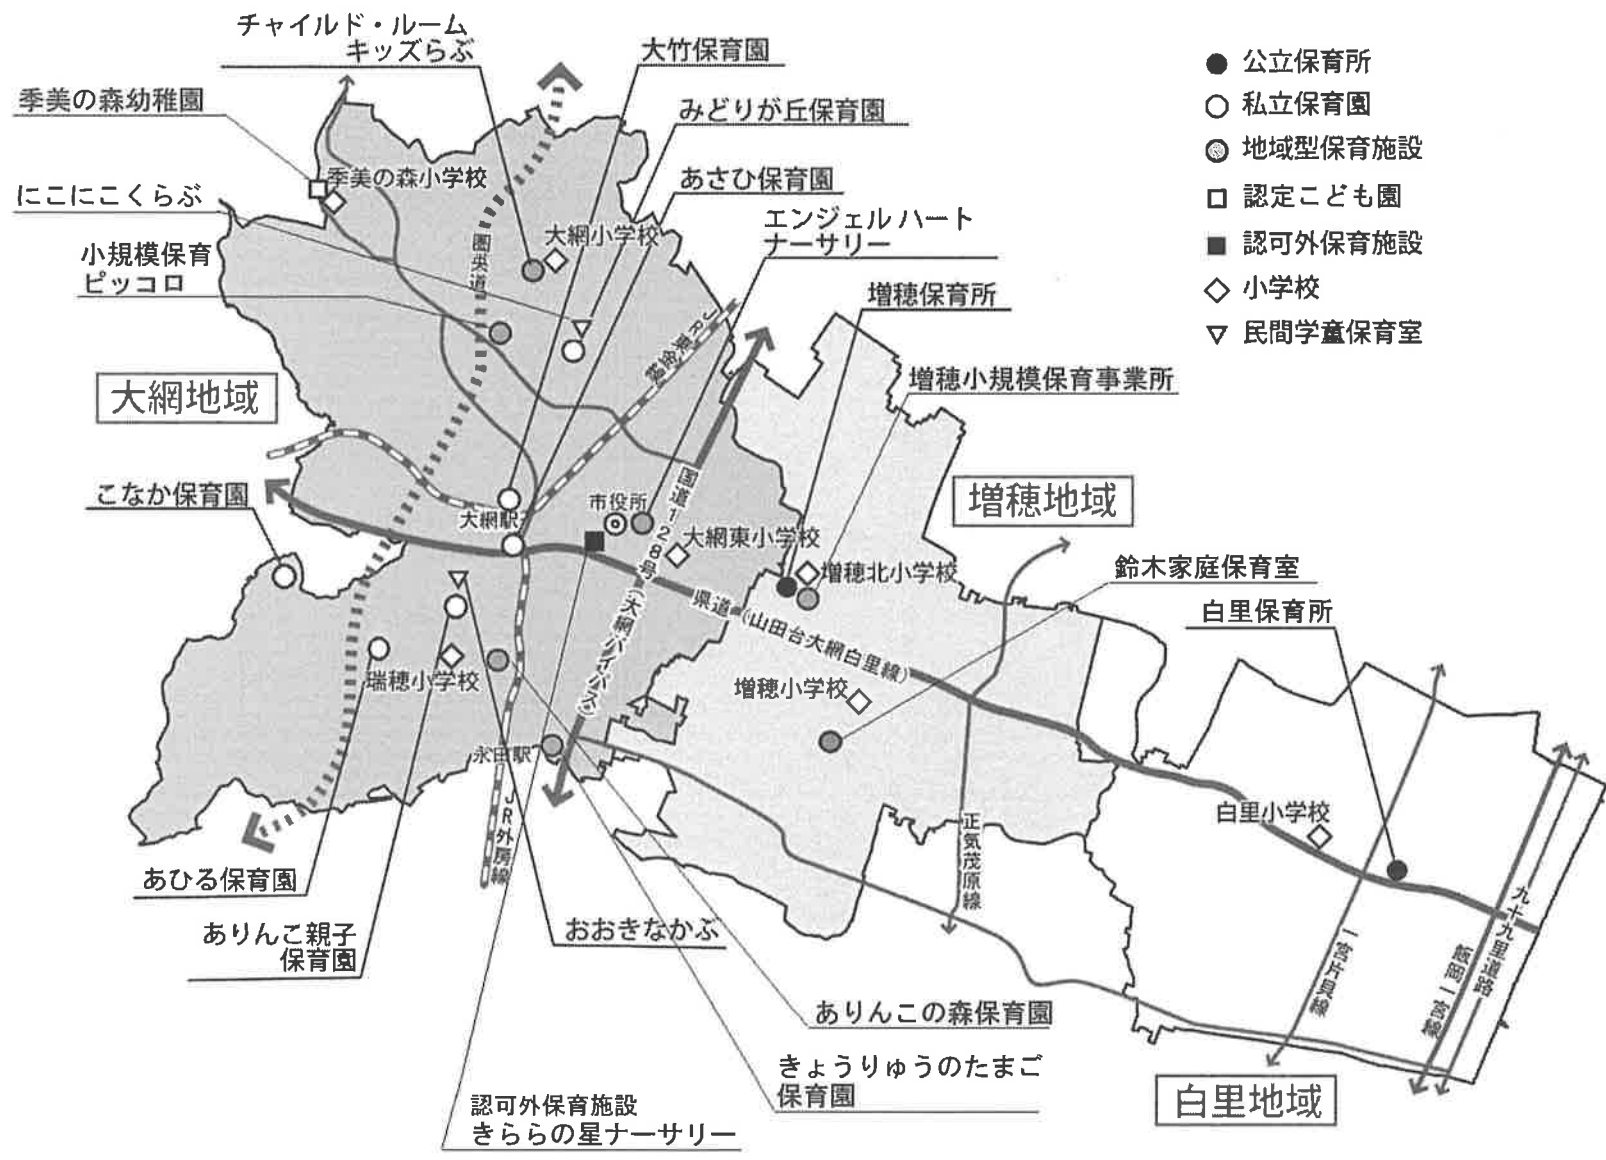 チャイルド・ルーム
キッズらぶ
大竹保育園
季美の森幼稚園
みどりが丘保育園
季美の森小学校
あさひ保育園
にこにこくらぶ
エンジェル ハート
ナーサリー
大網小学校
圏央道
小規模保育
ピッコロ
増穂保育所
JR東金線
増穂小規模保育事業所
大網地域
公立保育所
私立保育園
地域型保育施設
認定こども園
認可外保育施設
小学校
民間学童保育室
こなか保育園
大網駅
市役所
国道128号(大網バイパス)
大網東小学校
増穂地域
増穂北小学校
鈴木家庭保育室
白里保育所
県道(山田台大網白里線)
瑞穂小学校
増穂小学校
永田駅
JR外房線
正気茂原線
白里小学校
あひる保育園
ありんこ親子
保育園
おおきなかぶ
ありんこの森保育園
きょうりゅうのたまご
保育園
認可外保育施設
きららの星ナーサリー
一宮片貝線
飯岡一宮線
九十九里道路
白里地域